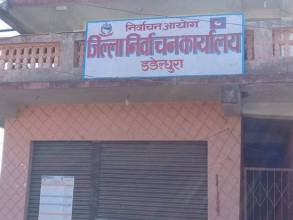 निर्वाचन आयोग
जिल्ला निर्वाचन कार्यालय
डडेल्धुरा